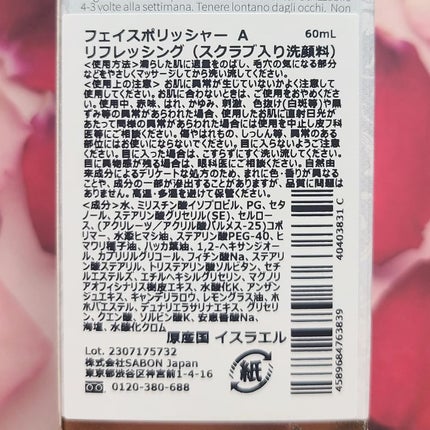 4-3 volte alla settimana. Tenere lontano dagli occhi. Non
フェイスポリッシャー A 60mL
リフレッシング（スクラブ入り洗顔料）
<使用方法>濡らした肌に適量をのばし、毛穴の気になる部分
などをやさしくマッサージしてから洗い流してください。
<使用上の注意> お肌に異常が生じていないかよく注意して
使用してください。お肌に合わないときは、ご使用をおやめください。
使用中、赤味、はれ、かゆみ、刺激、色抜け(白斑等)や黒
ずみ等の異常があらわれた場合、使用したお肌に直射日光が
あたって同様の異常があらわれた場合には使用を中止し皮フ科
医等にご相談ください。傷やはれもの、しっしん等、異常のある
部位にはお使いにならないでください。目に入らないようご注意
ください。目に入った場合は、こすらずにすぐ洗い流してください。
目に異物感が残る場合は、眼科医にご相談ください。自然由
来成分によるデリケートな処方のため、まれに色・香りが異なる
ことや、成分の一部が滲出することがありますが、品質に問題は
ありません。高温・多湿を避けて保管してください。
<成分>水、ミリスチン酸イソプロピル、PG、セタ
ノール、ステアリン酸グリセリル(SE)、セルロー
ス、(アクリレーツ/アクリル酸パルメス-25)コポ
リマー、水添ヒマシ油、ステアリン酸PEG-40、ヒ
マワリ種子油、ハッカ葉油、1,2-ヘキサンジオー
ル、カプリリルグリコール、フィチン酸Na、ステアリ
ン酸ステアリル、トリステアリン酸ソルビタン、セチ
ルエステルズ、エチルヘキシルグリセリン、マグノリ
アオフィシナリス樹皮エキス、水酸化K、アンザン
ジュエキス、キャンデリラロウ、レモングラス油、ホ
ホバエステル、デュナリエラサリナエキス、グリセリ
ン、クエン酸、ソルビン酸K、安息香酸Na、
海塩、水酸化クロム
原産国 イスラエル
Lot. 2307175732
株式会社SABON Japan
東京都渋谷区神宮前1-4-16
0120-380-688
紙
40403831C
4589684763839